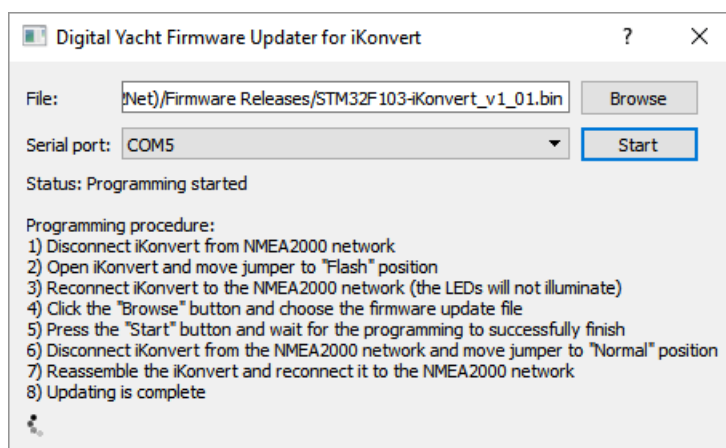 Digital Yacht Firmware Updater for iKonvert ?
File: Net)/Firmware Releases/STM32F103-iKonvert_v1_01.bin Browse
Serial port: COM5 Start
Status: Programming started
Programming procedure:
1) Disconnect iKonvert from NMEA2000 network
2) Open iKonvert and move jumper to "Flash" position
3) Reconnect iKonvert to the NMEA2000 network (the LEDs will not illuminate)
4) Click the "Browse" button and choose the firmware update file
5) Press the "Start" button and wait for the programming to successfully finish
6) Disconnect iKonvert from the NMEA2000 network and move jumper to "Normal" position
7) Reassemble the iKonvert and reconnect it to the NMEA2000 network
8) Updating is complete